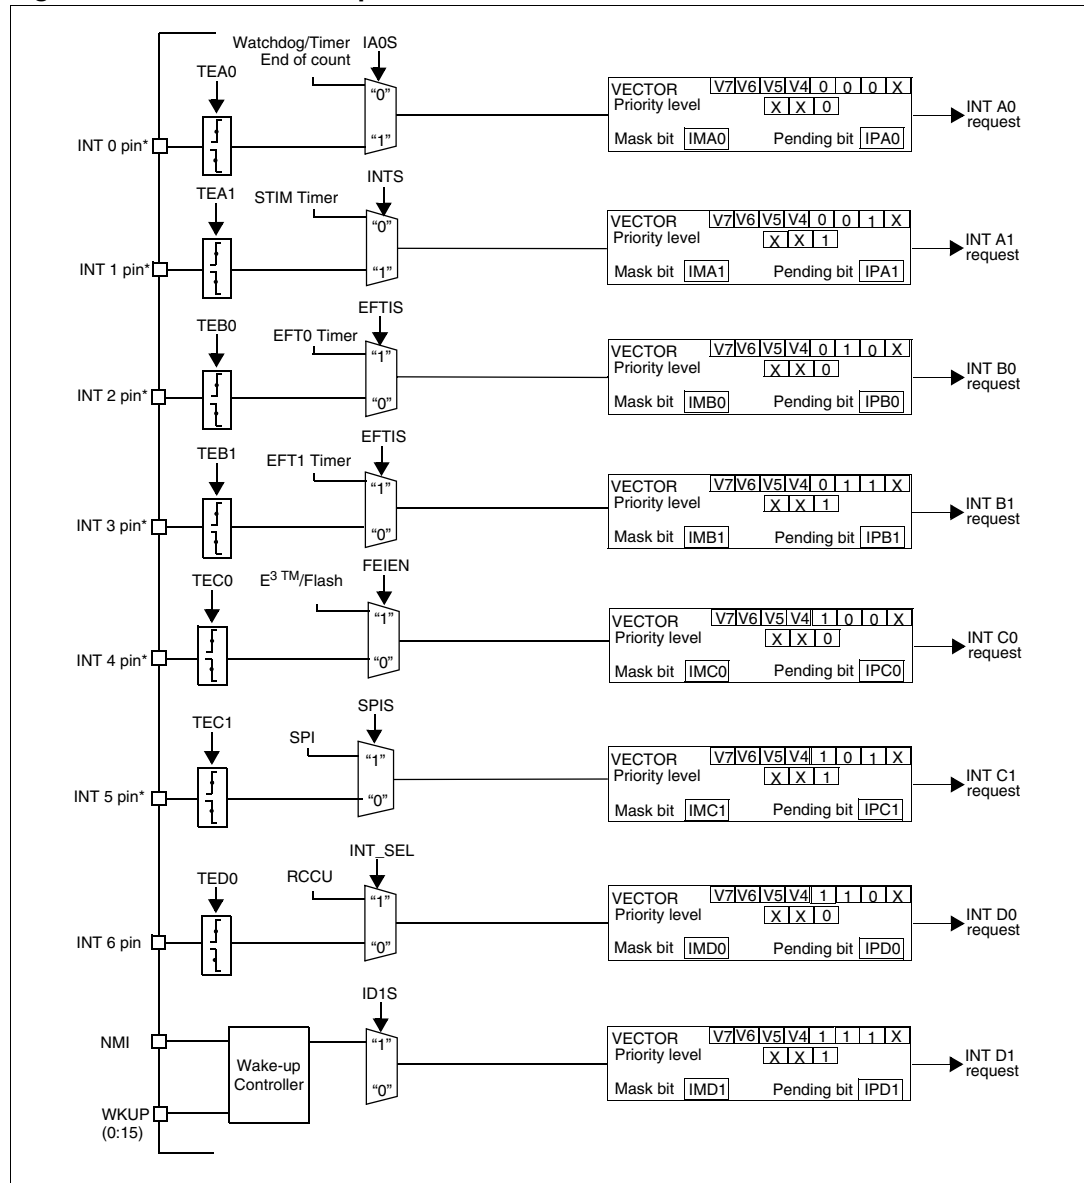 Watchdog/Timer IA0S
End of count
TEA0
"0"
VECTOR V7 V6 V5 V4 0 0 0 X
Priority level X X 0
INT A0
request
INT 0 pin*
"1"
Mask bit IMA0 Pending bit IPA0
TEA1
STIM Timer
INTS
"0"
VECTOR V7 V6 V5 V4 0 0 1 X
Priority level X X 1
INT A1
request
INT 1 pin*
"1"
Mask bit IMA1 Pending bit IPA1
EFTIS
TEB0
EFT0 Timer
"1"
VECTOR V7 V6 V5 V4 0 1 0 X
Priority level X X 0
INT B0
request
INT 2 pin*
"0"
Mask bit IMB0 Pending bit IPB0
EFTIS
TEB1
EFT1 Timer
"1"
VECTOR V7 V6 V5 V4 0 1 1 X
Priority level X X 1
INT B1
request
INT 3 pin*
"0"
Mask bit IMB1 Pending bit IPB1
FEIEN
TEC0
E3 TM/Flash
"1"
VECTOR V7 V6 V5 V4 1 0 0 X
Priority level X X 0
INT C0
request
INT 4 pin*
"0"
Mask bit IMC0 Pending bit IPC0
SPIS
TEC1
SPI
"1"
VECTOR V7 V6 V5 V4 1 0 1 X
Priority level X X 1
INT C1
request
INT 5 pin*
"0"
Mask bit IMC1 Pending bit IPC1
INT_SEL
TED0
RCCU
"1"
VECTOR V7 V6 V5 V4 1 1 0 X
Priority level X X 0
INT D0
request
INT 6 pin
"0"
Mask bit IMD0 Pending bit IPD0
ID1S
NMI
"1"
VECTOR V7 V6 V5 V4 1 1 1 X
Priority level X X 1
INT D1
request
Wake-up
Controller
"0"
Mask bit IMD1 Pending bit IPD1
WKUP
(0:15)